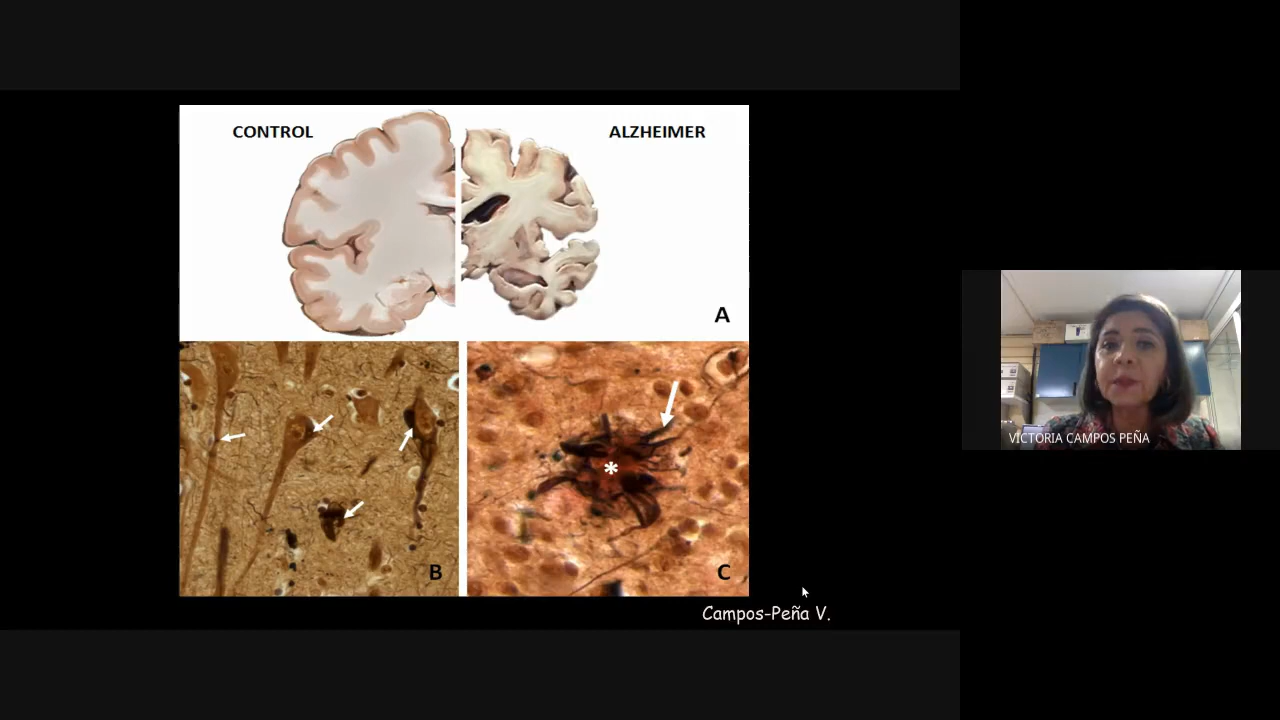 CONTROL
ALZHEIMER
A
B
*
C
Campos-Peña V.
VICTORIA CAMPOS PEÑA